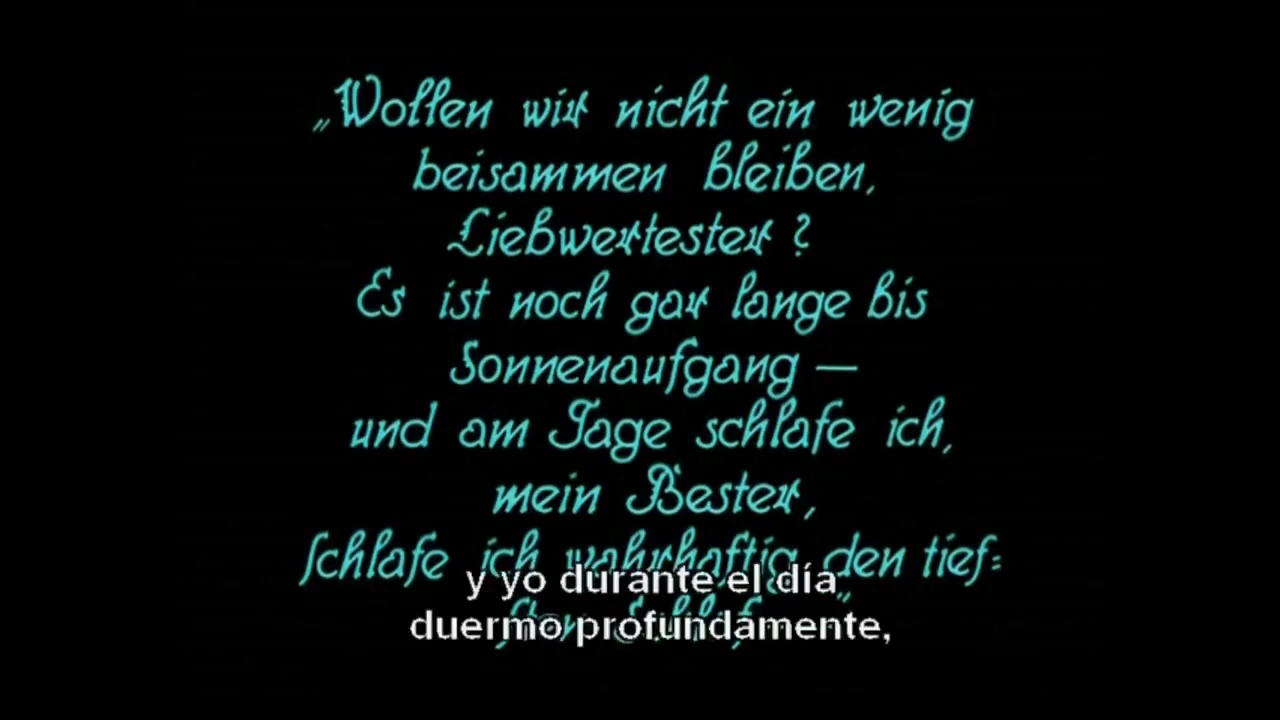 „Wollen wir nicht ein wenig
beisammen bleiben,
Liebwertester?
Es ist noch gar lange bis
Sonnenaufgang —
und am Tage schlafe ich,
mein Bester,
schlafe ich wahrhaftig den tief=
y yo durante el día
duermo profundamente,